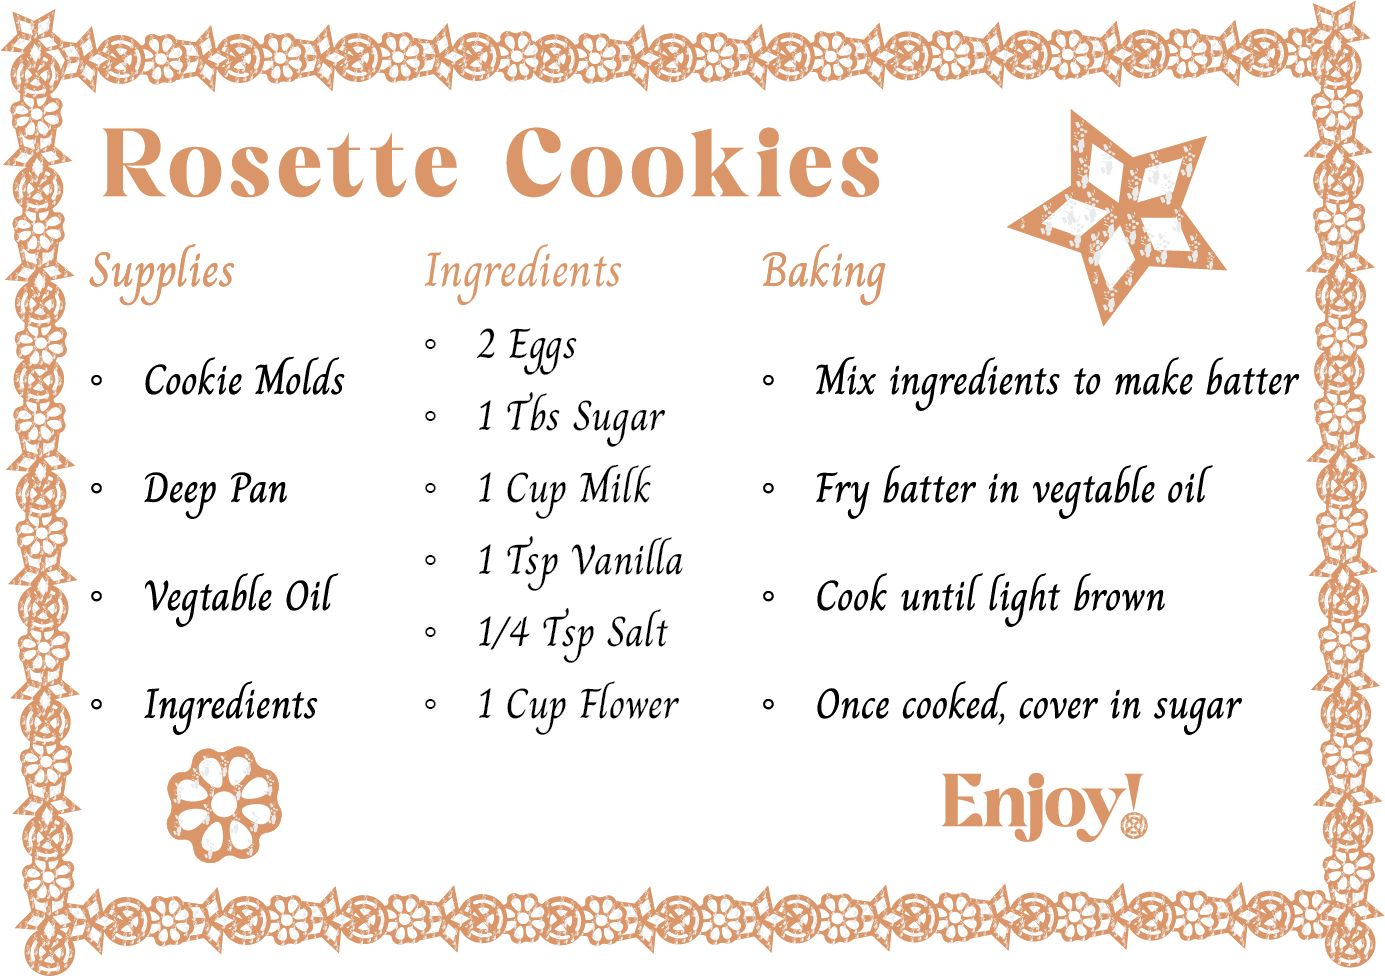 Rosette Cookies
Supplies
Cookie Molds
Deep Pan
Vegtable Oil
Ingredients
Ingredients
2 Eggs
1 Tbs Sugar
1 Cup Milk
1 Tsp Vanilla
1/4 Tsp Salt
1 Cup Flower
Baking
Mix ingredients to make batter
Fry batter in vegtable oil
Cook until light brown
Once cooked, cover in sugar
Enjoy!